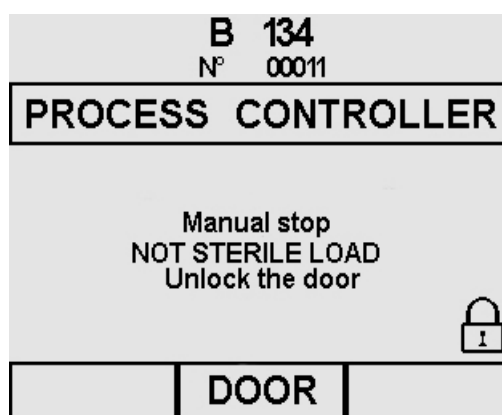 B 134
N° 00011
PROCESS CONTROLLER
Manual stop
NOT STERILE LOAD
Unlock the door
DOOR